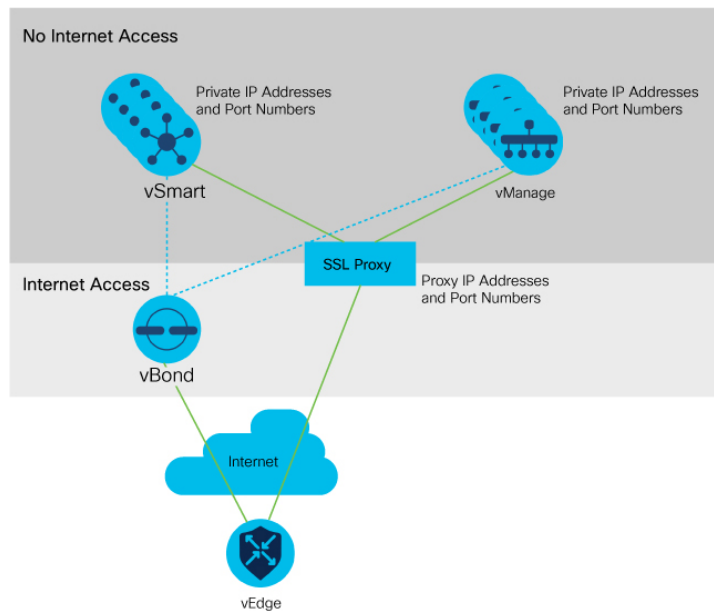 No Internet Access
Private IP Addresses
and Port Numbers
Private IP Addresses
and Port Numbers
vSmart
vManage
SSL Proxy
Internet Access
Proxy IP Addresses
and Port Numbers
vBond
Internet
vEdge